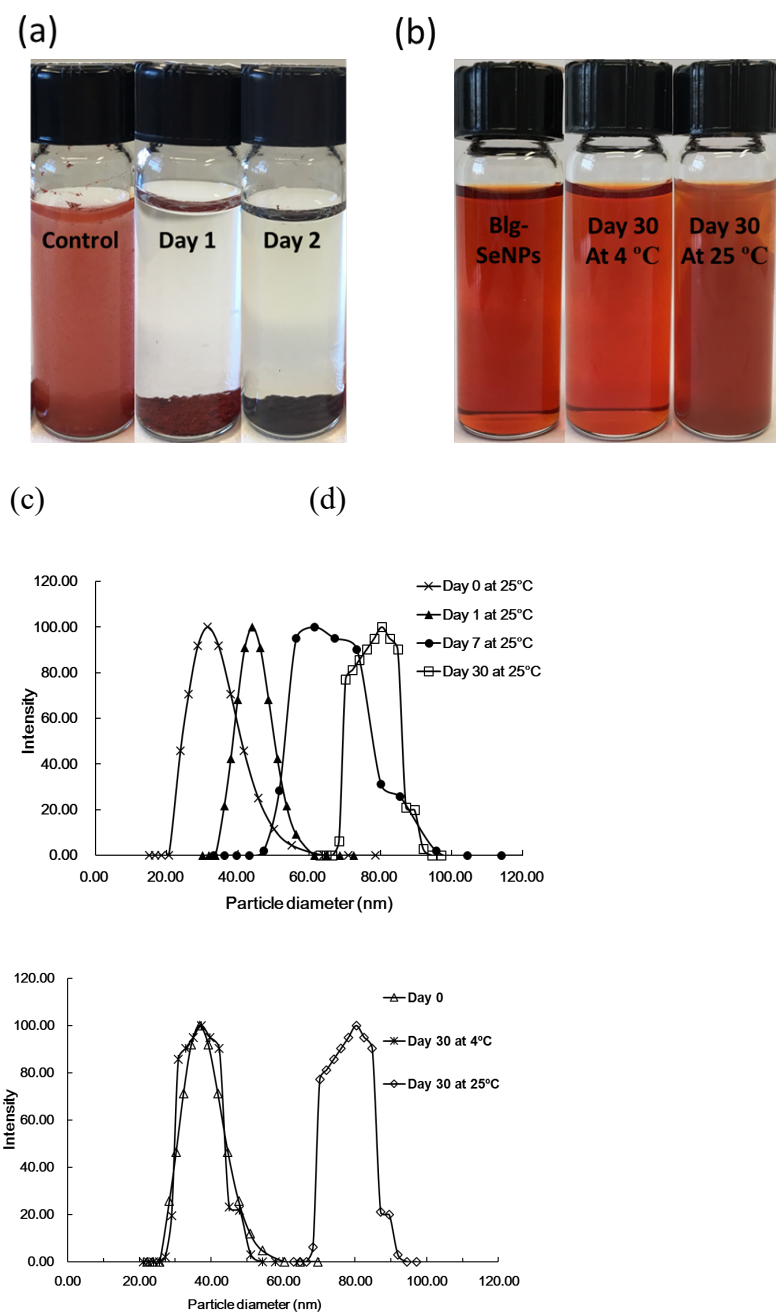 (a)
(b)
Control
Day 1
Day 2
Blg-
SeNPs
Day 30
At 4 ºC
Day 30
At 25 ºC
(c)
(d)
120.00
100.00
80.00
60.00
40.00
20.00
0.00
Intensity
0.00 20.00 40.00 60.00 80.00 100.00 120.00
Particle diameter (nm)
Day 0 at 25°C
Day 1 at 25°C
Day 7 at 25°C
Day 30 at 25°C
120.00
100.00
80.00
60.00
40.00
20.00
0.00
Intensity
0.00 20.00 40.00 60.00 80.00 100.00 120.00
Particle diameter (nm)
Day 0
Day 30 at 4ºC
Day 30 at 25ºC